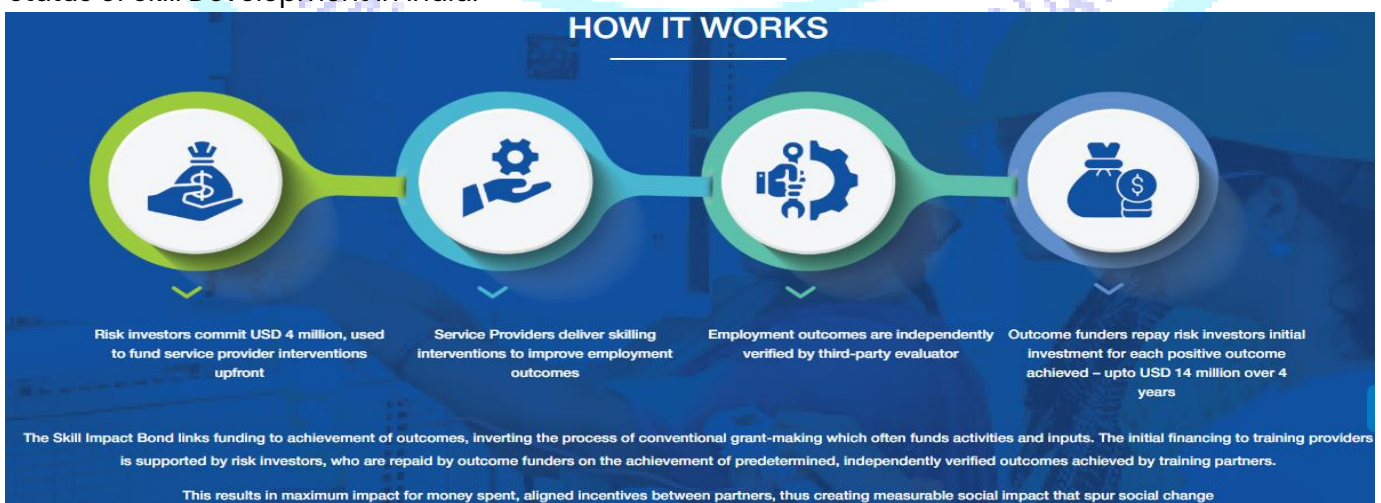 Status of Skill Development in India:
HOW IT WORKS
Risk investors commit USD 4 million, used
to fund service provider interventions
upfront
Service Providers deliver skilling
interventions to improve employment
outcomes
Employment outcomes are independently
verified by third-party evaluator
Outcome funders repay risk investors initial
investment for each positive outcome
achieved – upto USD 14 million over 4
years
The Skill Impact Bond links funding to achievement of outcomes, inverting the process of conventional grant-making which often funds activities and inputs. The initial financing to training providers
is supported by risk investors, who are repaid by outcome funders on the achievement of predetermined, independently verified outcomes achieved by training partners.
This results in maximum impact for money spent, aligned incentives between partners, thus creating measurable social impact that spur social change